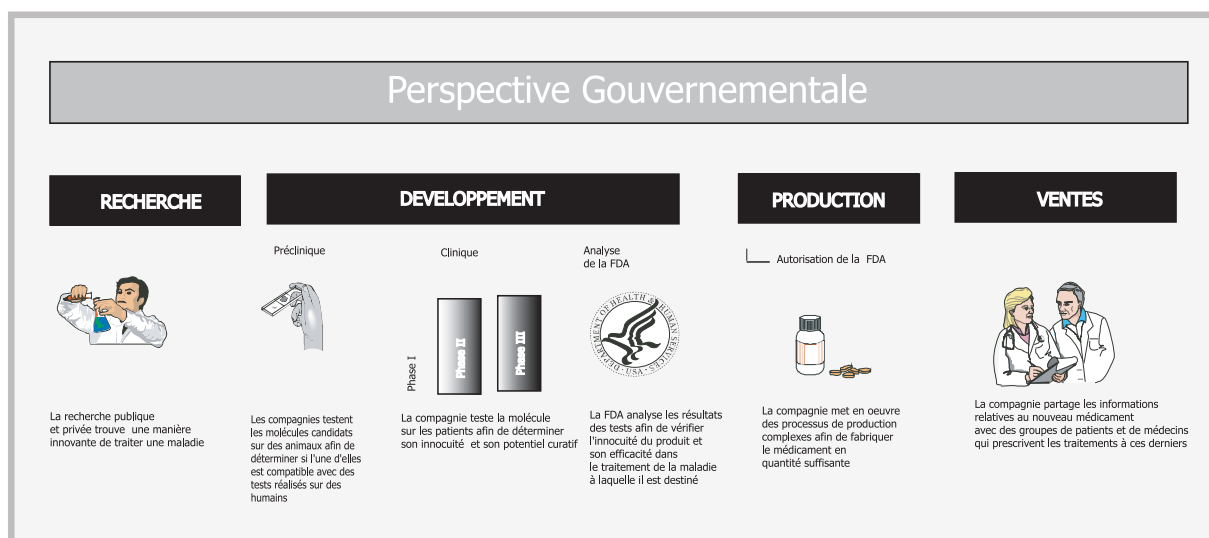 Perspective Gouvernementale
RECHERCHE
DEVELOPPEMENT
PRODUCTION
VENTES
Préclinique
Clinique
Analyse
de la FDA
Autorisation de la FDA
Phase I
Phase II
Phase III
DEPARTMENT OF HEALTH & HUMAN SERVICES · USA
La recherche publique
et privée trouve une manière
innovante de traiter une maladie
Les compagnies testent
les molécules candidats
sur des animaux afin de
déterminer si l'une d'elles
est compatible avec des
tests réalisés sur des
humains
La compagnie teste la molécule
sur les patients afin de déterminer
son innocuité et son potentiel curatif
La FDA analyse les résultats
des tests afin de vérifier
l'innocuité du produit et
son efficacité dans
le traitement de la maladie
à laquelle il est destiné
La compagnie met en oeuvre
des processus de production
complexes afin de fabriquer
le médicament en
quantité suffisante
La compagnie partage les informations
relatives au nouveau médicament
avec des groupes de patients et de médecins
qui prescrivent les traitements à ces derniers